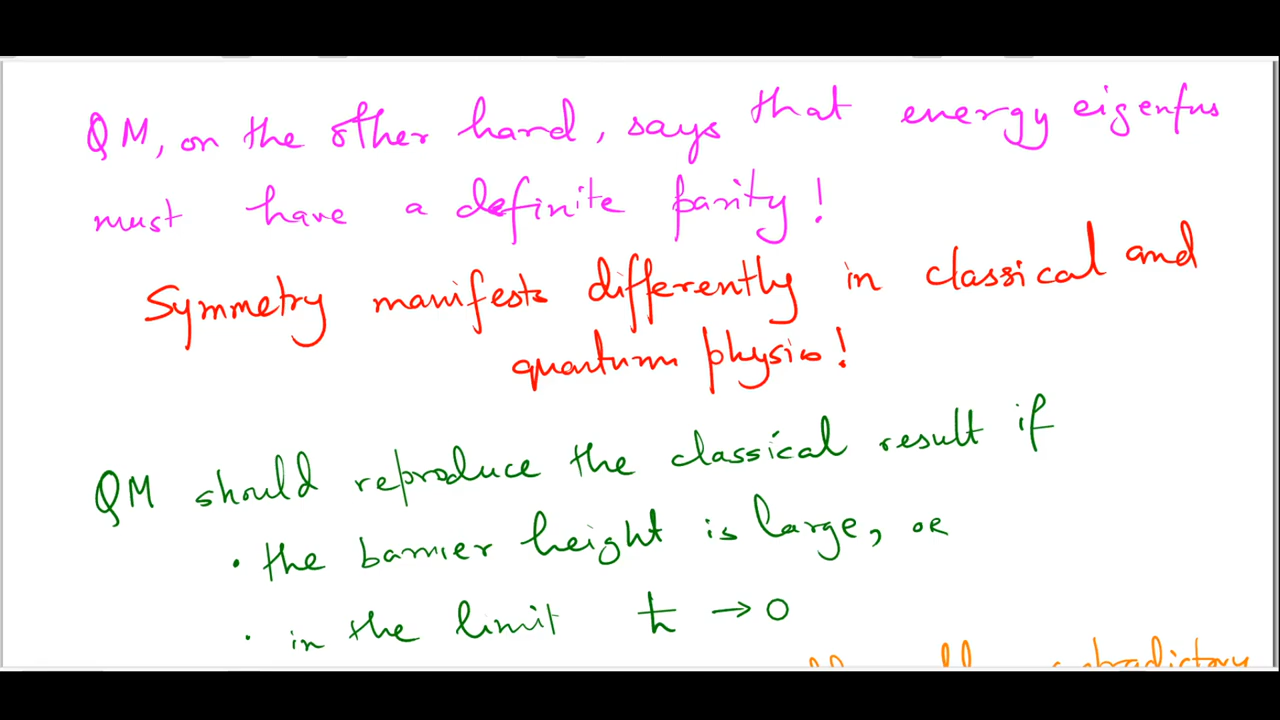 QM, on the other hand, says that energy eigenfns
must have a definite parity!
Symmetry manifests differently in classical and
quantum physics!
QM should reproduce the classical result if
• the barrier height is large, or
• in the limit ħ → 0
contradictory